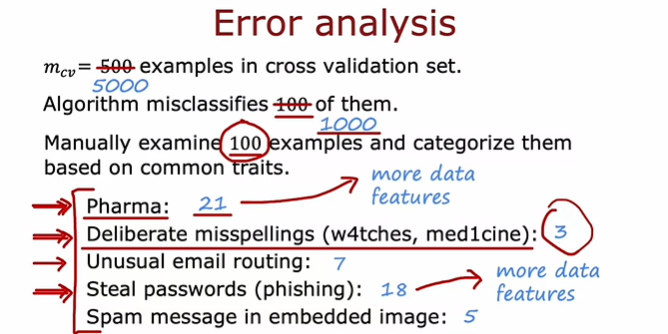 Error analysis
m_cv = 500 examples in cross validation set.
5000
Algorithm misclassifies 100 of them.
1000
Manually examine 100 examples and categorize them
based on common traits.
more data
features
Pharma: 21
Deliberate misspellings (w4tches, med1cine): 3
Unusual email routing: 7
more data
features
Steal passwords (phishing): 18
Spam message in embedded image: 5